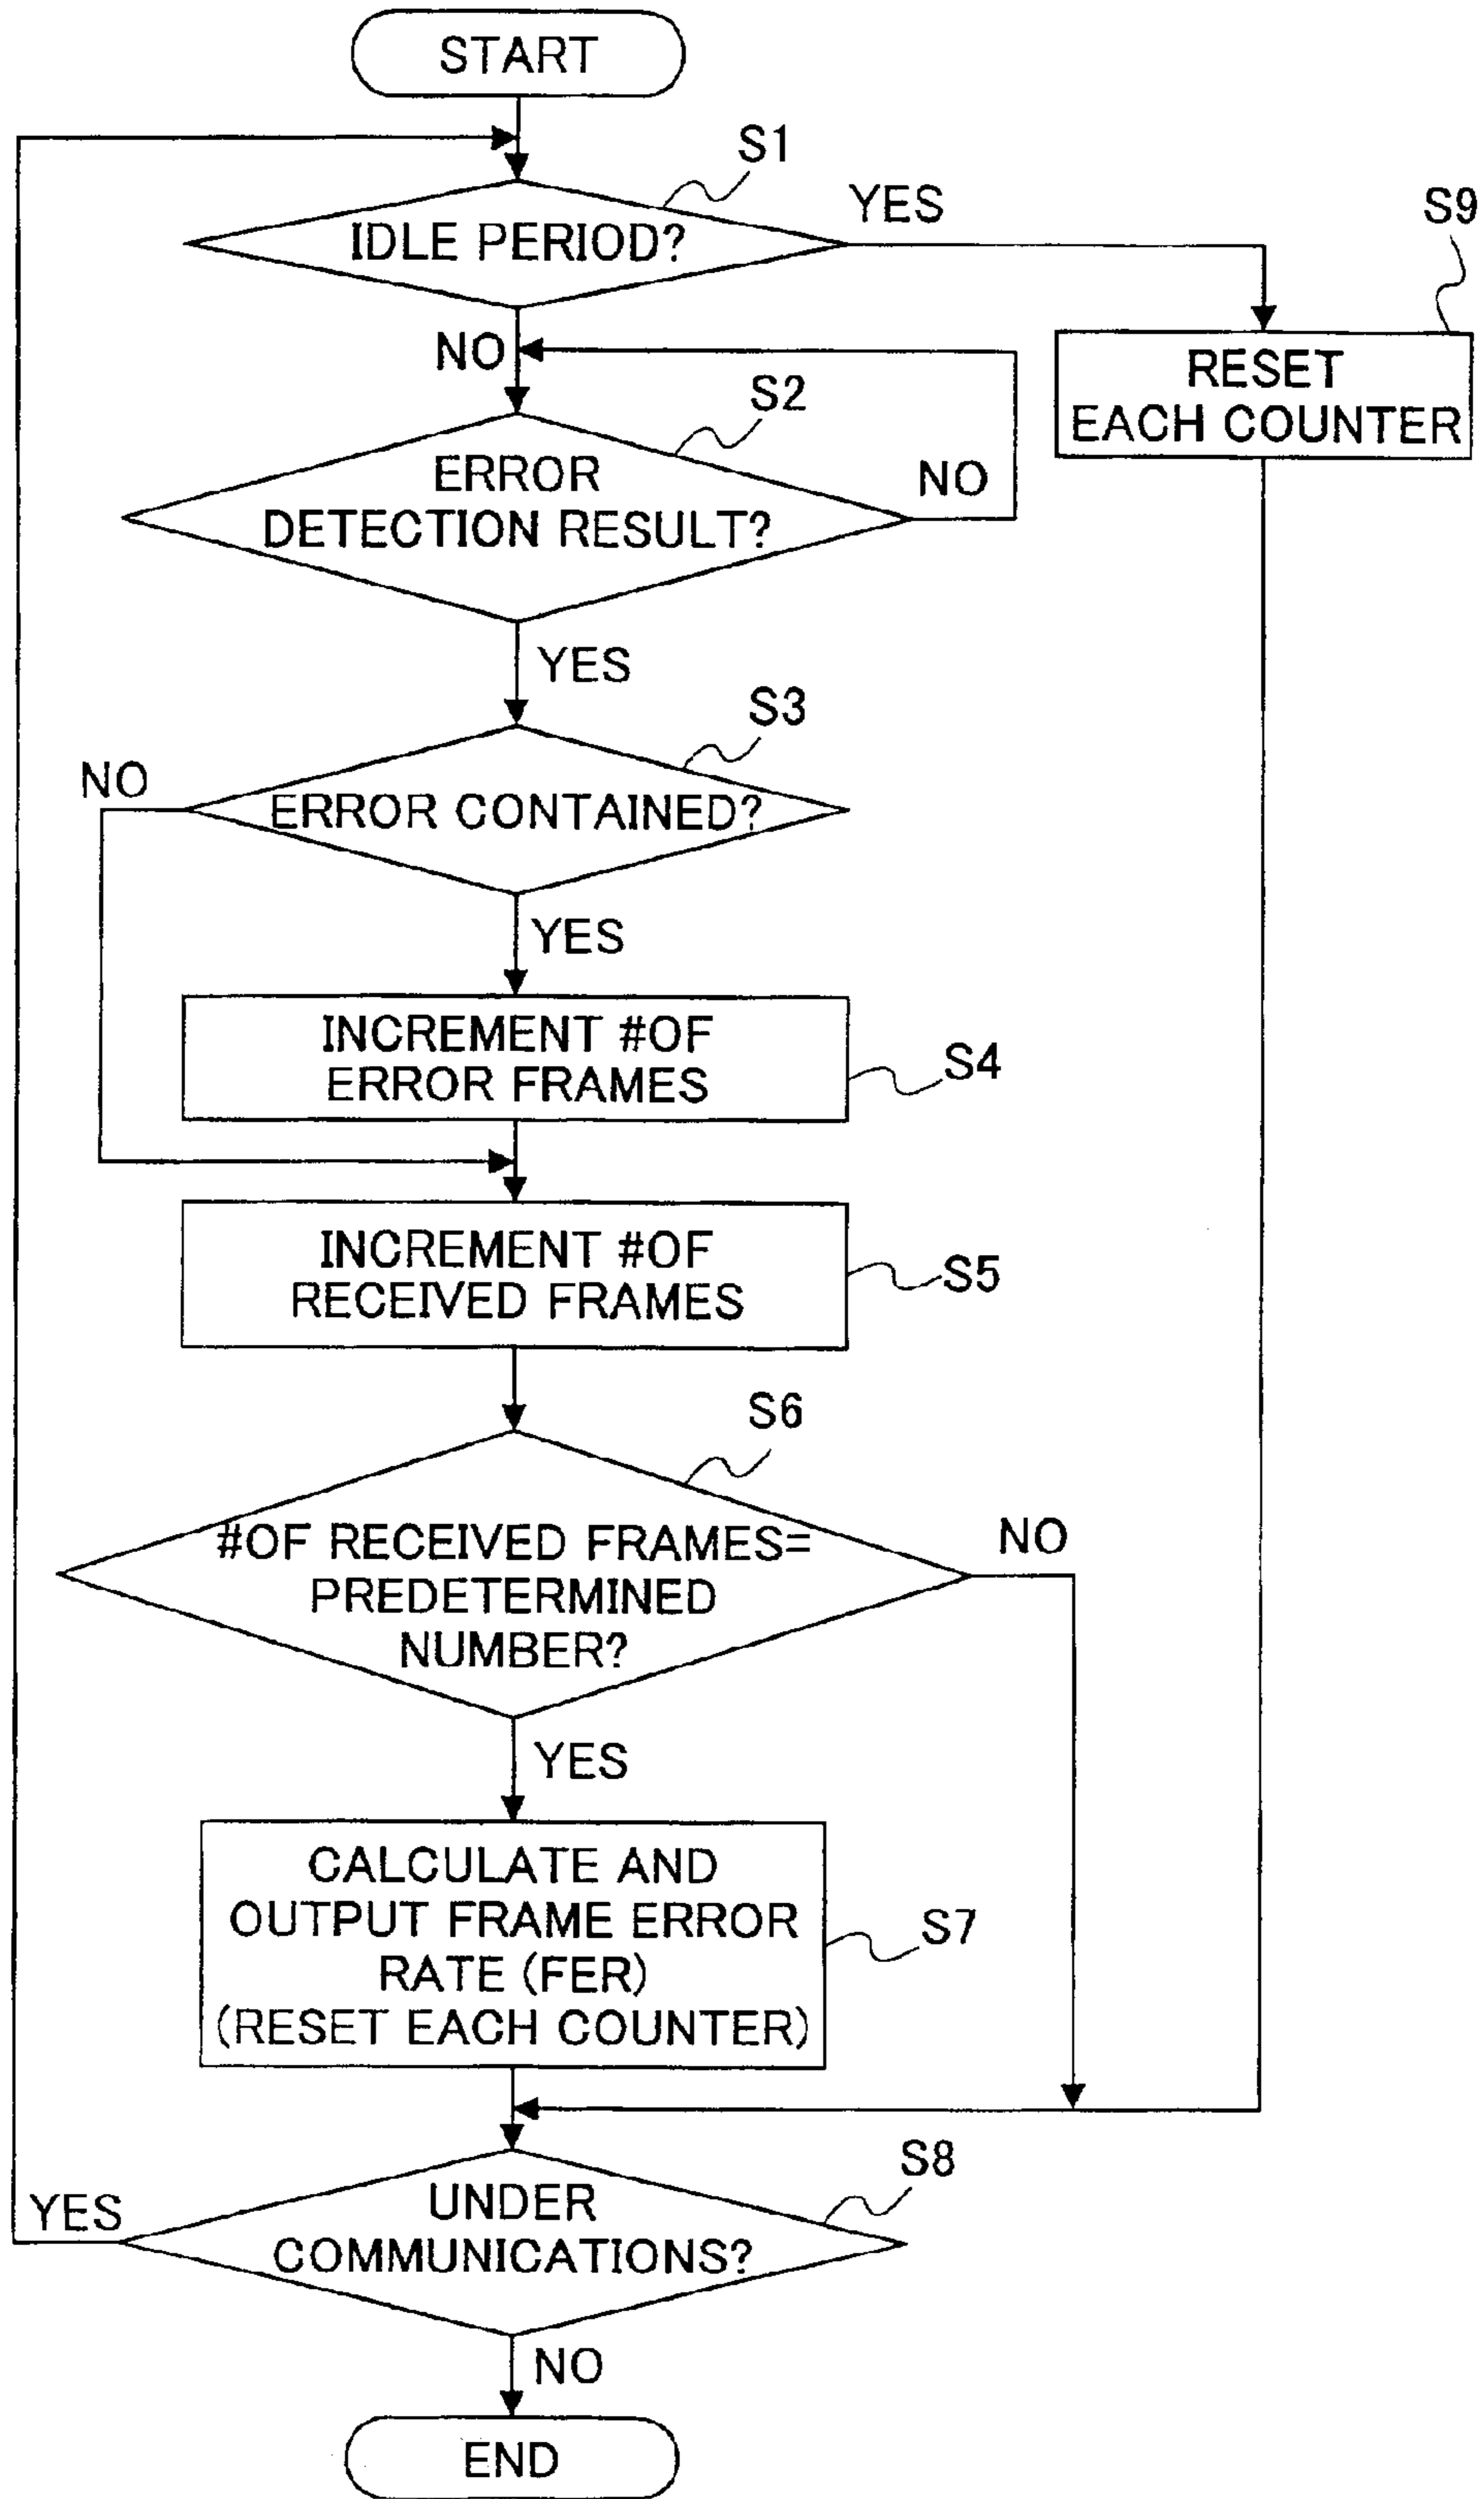 START
S1
YES
S9
IDLE PERIOD?
NO
RESET
EACH COUNTER
S2
ERROR
DETECTION RESULT?
NO
YES
S3
NO
ERROR CONTAINED?
YES
INCREMENT #OF
ERROR FRAMES
S4
INCREMENT #OF
RECEIVED FRAMES
S5
S6
#OF RECEIVED FRAMES=
PREDETERMINED
NUMBER?
NO
YES
CALCULATE AND
OUTPUT FRAME ERROR
RATE (FER)
(RESET EACH COUNTER)
S7
S8
YES
UNDER
COMMUNICATIONS?
NO
END